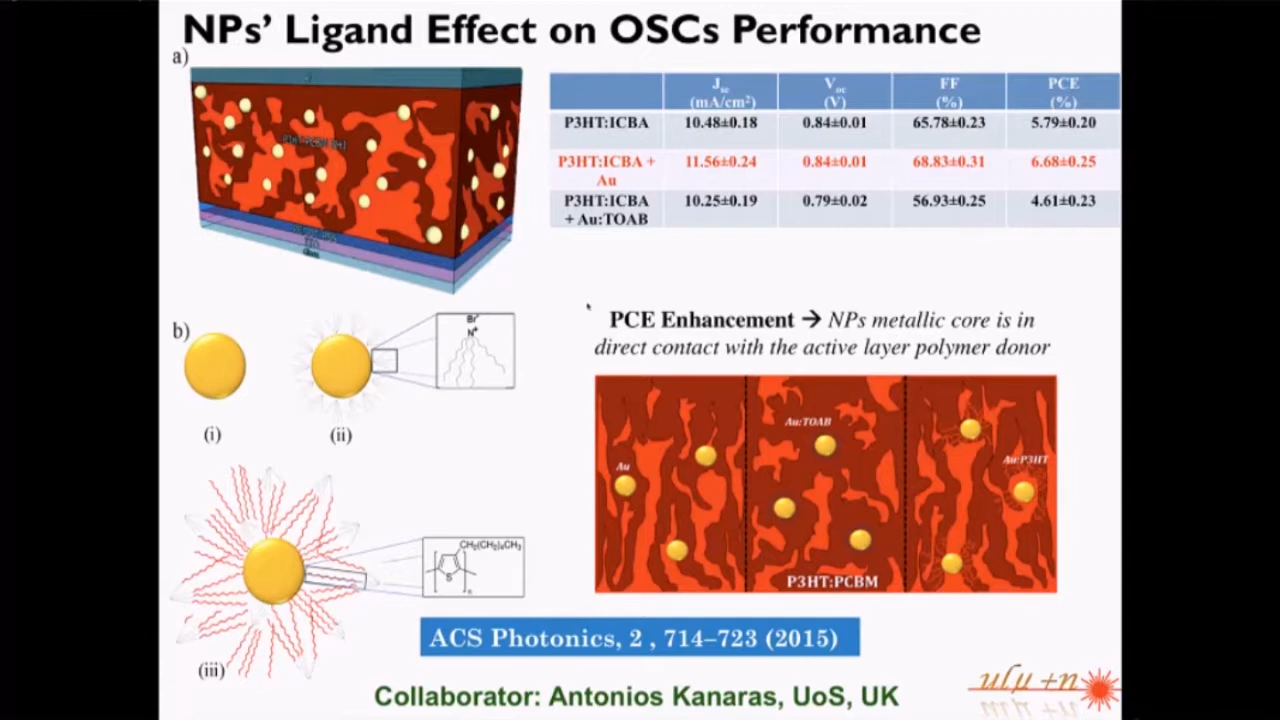 NPs' Ligand Effect on OSCs Performance
a)
Jsc (mA/cm²) Voc (V) FF (%) PCE (%)
P3HT:ICBA 10.48±0.18 0.84±0.01 65.78±0.23 5.79±0.20
P3HT:ICBA + Au 11.56±0.24 0.84±0.01 68.83±0.31 6.68±0.25
P3HT:ICBA + Au:TOAB 10.25±0.19 0.79±0.02 56.93±0.25 4.61±0.23
b)
Br-
N+
(i)
(ii)
PCE Enhancement → NPs metallic core is in
direct contact with the active layer polymer donor
Au
Au:TOAB
Au:P3HT
P3HT:PCBM
CH2(CH2)4CH3
S
n
(iii)
ACS Photonics, 2 , 714–723 (2015)
Collaborator: Antonios Kanaras, UoS, UK